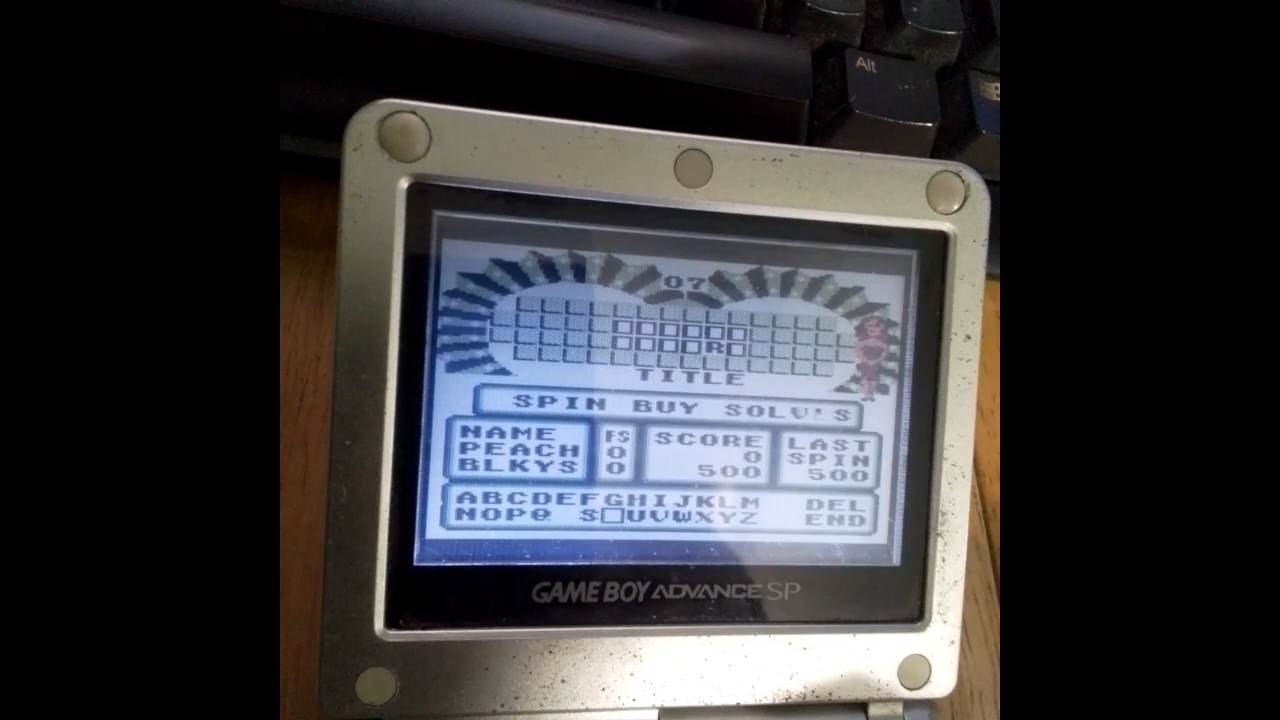 Alt
07
R
TITLE
SPIN BUY SOLV
NAME FS SCORE LAST
PEACH 0 0 SPIN
BLKYS 0 500 500
ABCDEFGHIJKLM DEL
NOPQ S UVWXYZ END
GAME BOY ADVANCE SP